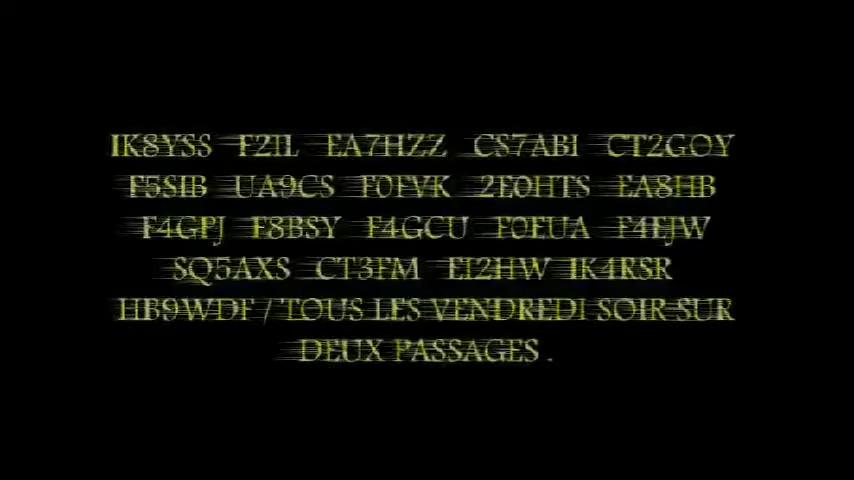 IK8YSS F2IL EA7HZZ CS7ABI CT2GOY
F5SIB UA9CS F0FVK 2E0HTS EA8HB
F4GPJ F8BSY F4GCU F0EUA F4EJW
SQ5AXS CT3FM EI2HW IK4RSR
HB9WDF / TOUS LES VENDREDI SOIR SUR
DEUX PASSAGES .